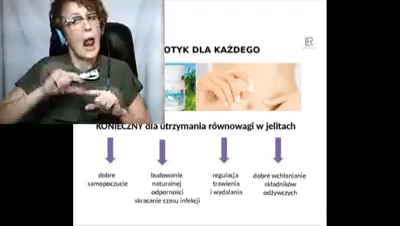 OTYK DLA KAŻDEGO
LR
KONIECZNY dla utrzymania równowagi w jelitach
dobre
samopoczucie
budowanie
naturalnej
odporności
skracanie czasu infekcji
regulacja
trawienia
i wydalania
dobre wchłanianie
składników
odżywczych